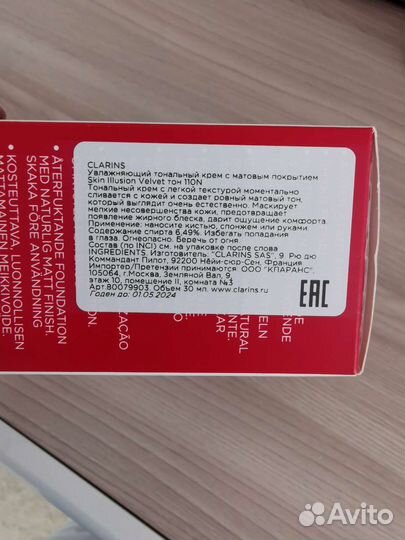 CLARINS
Увлажняющий тональный крем с матовым покрытием
Skin Illusion Velvet тон 110N
Тональный крем с легкой текстурой моментально
сливается с кожей и создает ровный матовый тон,
который выглядит очень естественно. Маскирует
мелкие несовершенства кожи, предотвращает
появление жирного блеска, дарит ощущение комфорта.
Применение: наносите кистью, спонжем или руками.
Содержание спирта 6,49%. Избегать попадания
в глаза. Огнеопасно. Беречь от огня.
Состав: по (INCI) см. на упаковке после слова
INGREDIENTS. Изготовитель: "CLARINS SAS", 9, Рю дю
Коммандант Пилот, 92200 Нёйи-сюр-Сен, Франция
Импортер/Претензии принимаются ООО "КЛАРАНС",
105064, г.Москва, Земляной Вал, 9,
этаж 10, помещение II, комната №3
Арт.80079903. Объем 30 мл. www.clarins.ru
Годен до: 01.05.2024
EAC
• ÅTERFUKTANDE FOUNDATION
MED NATURLIG MATT FINISH.
SKAKA FÖRE ANVÄNDNING
• KOSTEUTTAVA, LUONNOLLISEN
MATTAMAINEN MEIKKIVOIDE.
Avito